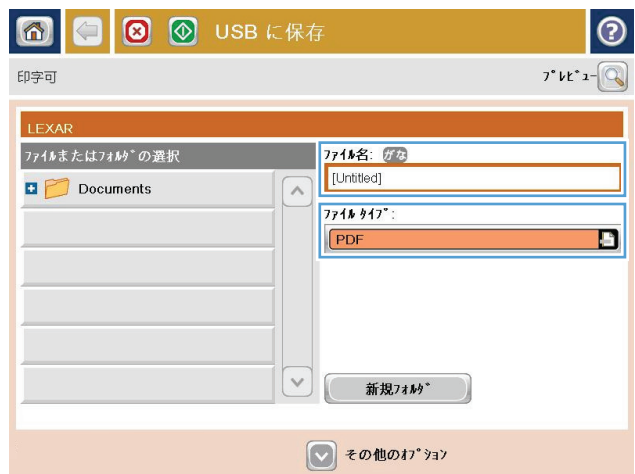 USB に保存
?
印字可
ﾌﾟﾚﾋﾞｭｰ
LEXAR
ﾌｧｲﾙまたはﾌｫﾙﾀﾞの選択
ﾌｧｲﾙ名: がな
[Untitled]
Documents
ﾌｧｲﾙ ﾀｲﾌﾟ:
PDF
新規ﾌｫﾙﾀﾞ
その他のｵﾌﾟｼｮﾝ